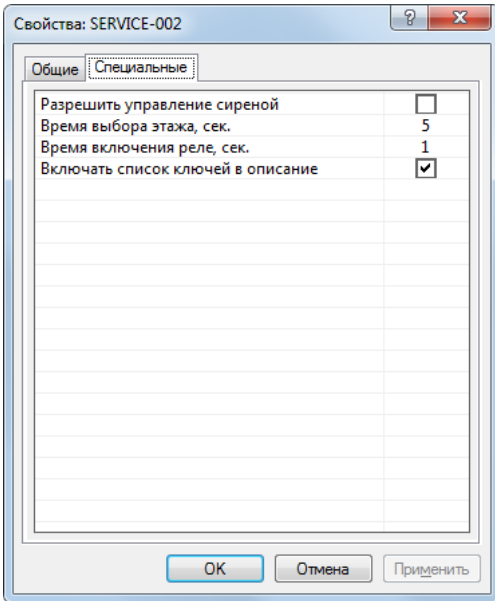 Свойства: SERVICE-002
Общие Специальные
Разрешить управление сиреной
Время выбора этажа, сек. 5
Время включения реле, сек. 1
Включать список ключей в описание
OK Отмена Применить